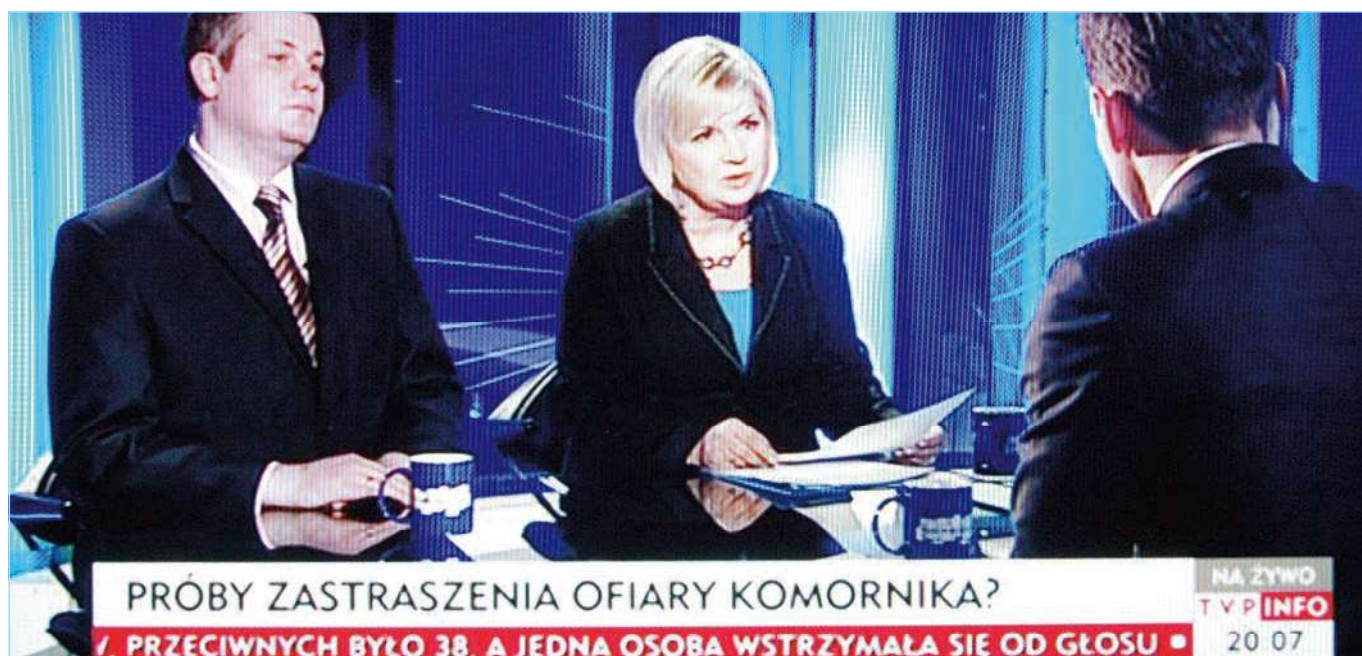 PRÓBY ZASTRASZENIA OFIARY KOMORNIKA?
NA ŻYWO
TVP INFO
PRZECIWNYCH BYŁO 38, A JEDNA OSOBA WSTRZYMAŁA SIĘ OD GŁOSU
20 07